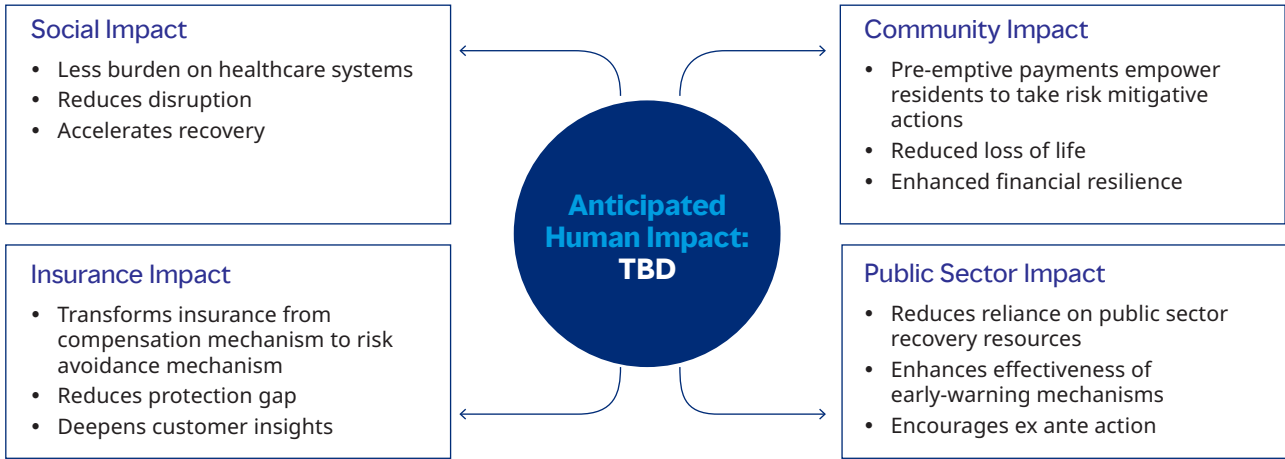 Social Impact
• Less burden on healthcare systems
• Reduces disruption
• Accelerates recovery
Community Impact
• Pre-emptive payments empower
residents to take risk mitigative
actions
• Reduced loss of life
• Enhanced financial resilience
Anticipated
Human Impact:
TBD
Insurance Impact
• Transforms insurance from
compensation mechanism to risk
avoidance mechanism
• Reduces protection gap
• Deepens customer insights
Public Sector Impact
• Reduces reliance on public sector
recovery resources
• Enhances effectiveness of
early-warning mechanisms
• Encourages ex ante action